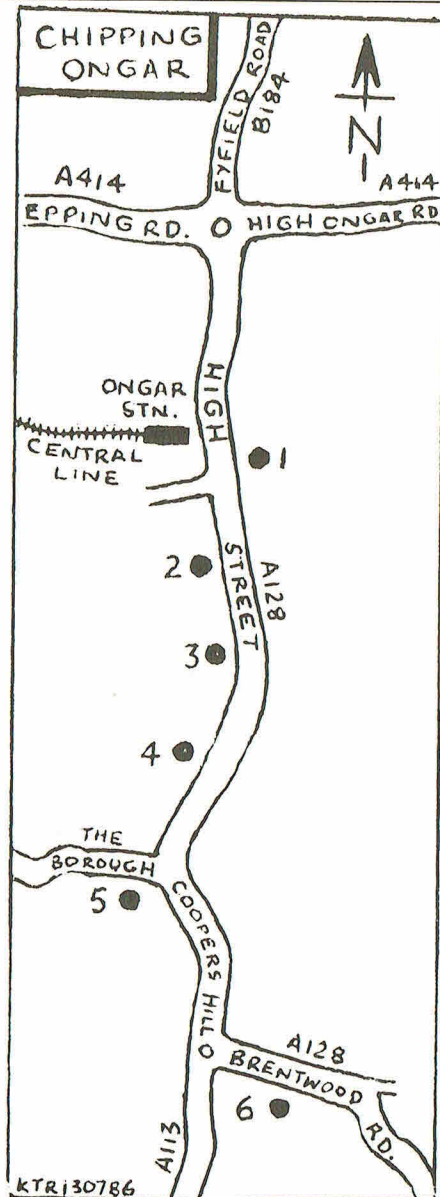 CHIPPING
ONGAR
FYFIELD ROAD
B184
N
A414
A414
EPPING RD.
HIGH ONGAR RD
HIGH
ONGAR
STN.
CENTRAL
LINE
1
2
STREET
A128
3
4
THE
BOROUGH
5
COOPERS HILL
A128
BRENTWOOD
RD.
6
A113
KTRj30786